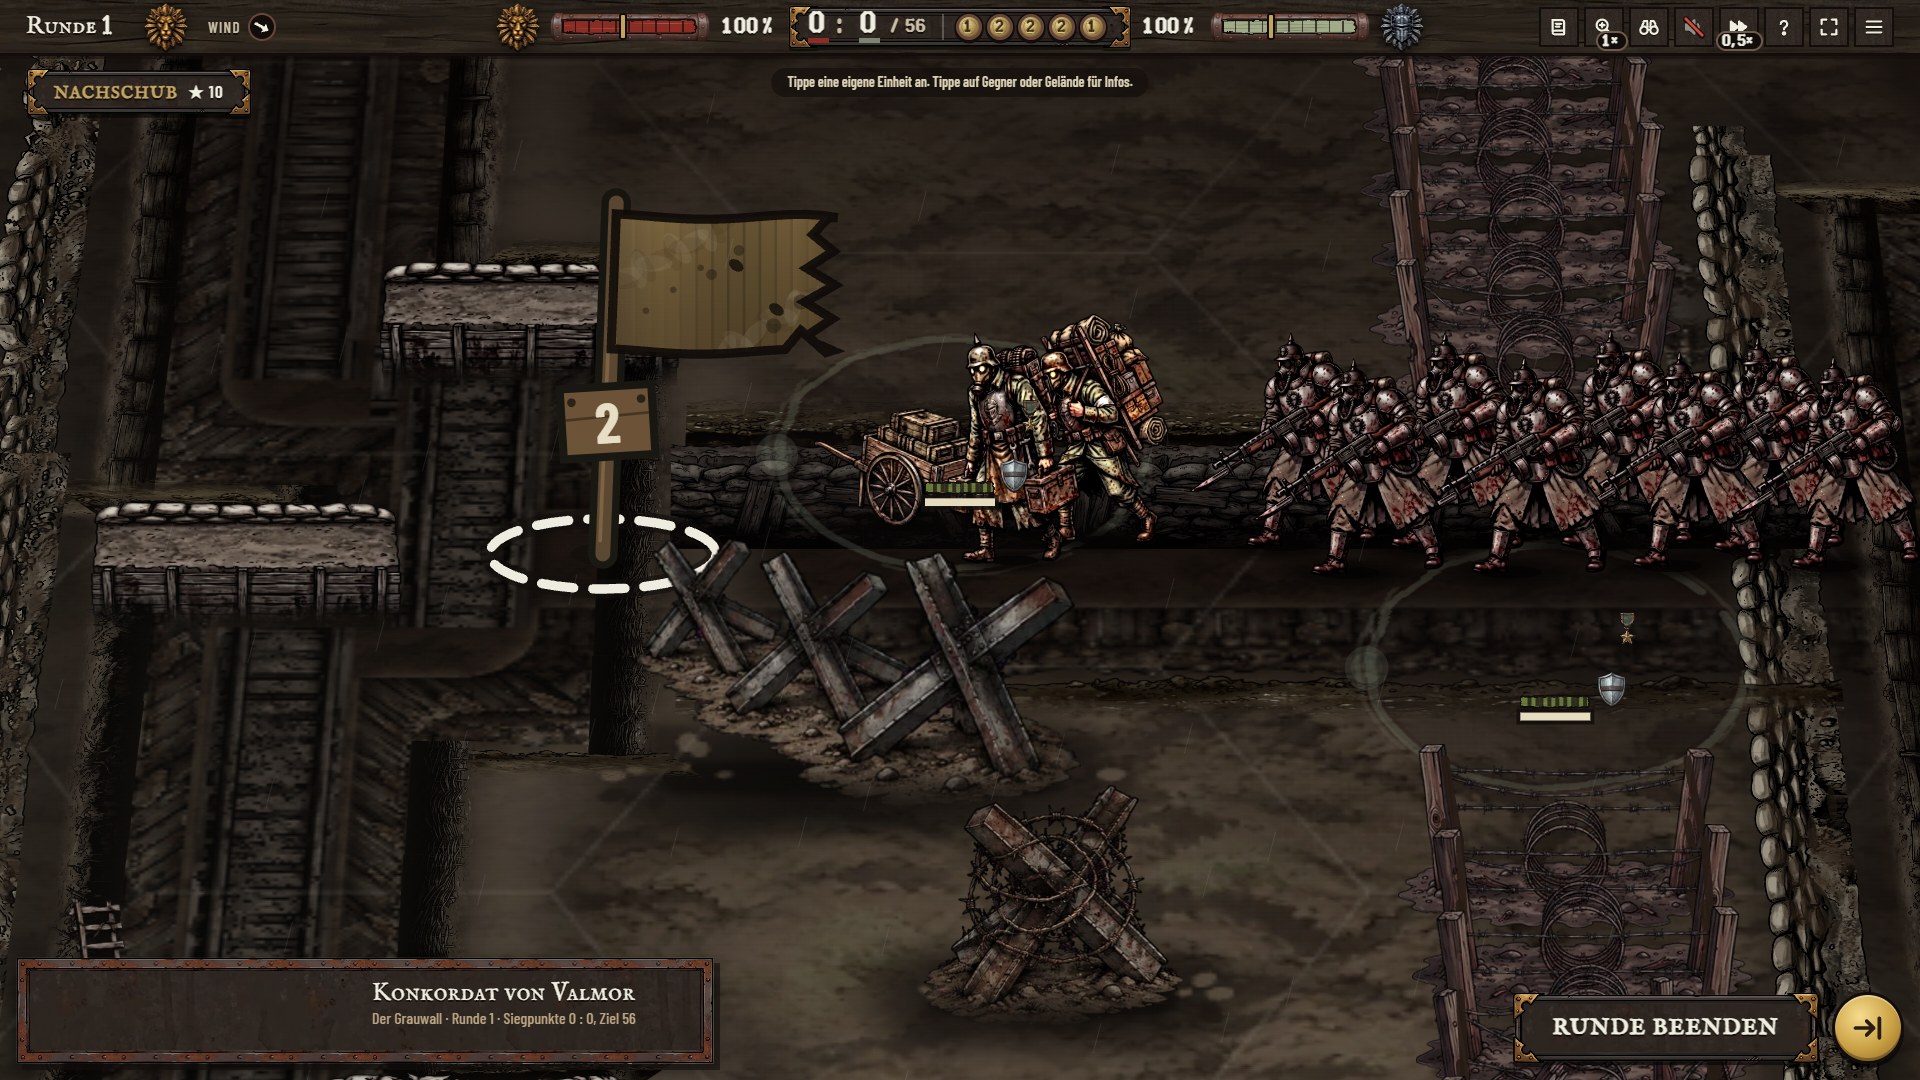 Runde 1
WIND
100 %
0 : 0 / 56
1 2 2 2 1
100 %
1×
0,5×
?
NACHSCHUB ★ 10
Tippe eine eigene Einheit an. Tippe auf Gegner oder Gelände für Infos.
2
Konkordat von Valmor
Der Grauwall · Runde 1 · Siegpunkte 0 : 0, Ziel 56
RUNDE BEENDEN